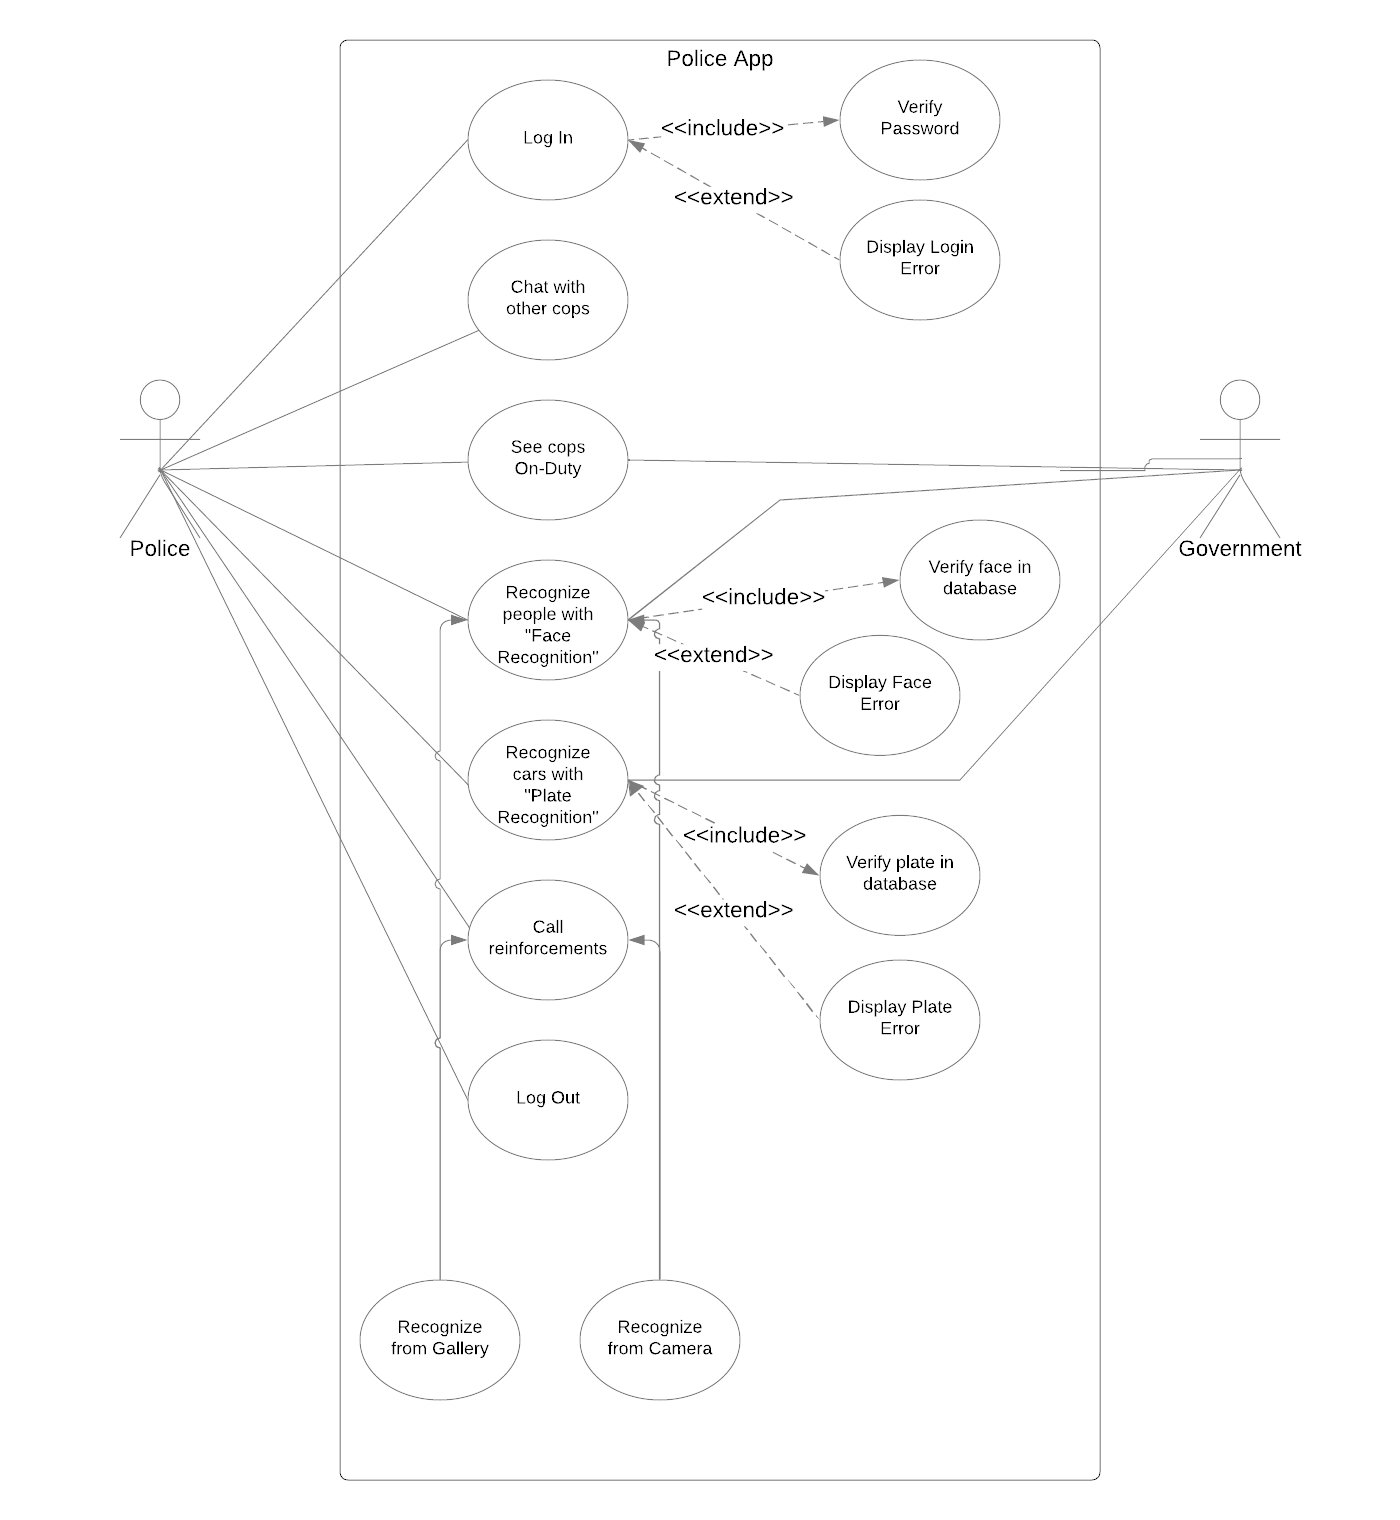 Police App
Log In
<<include>>
Verify
Password
<<extend>>
Display Login
Error
Chat with
other cops
See cops
On-Duty
Police
Government
Recognize
people with
"Face
Recognition"
<<include>>
Verify face in
database
<<extend>>
Display Face
Error
Recognize
cars with
"Plate
Recognition"
<<include>>
Verify plate in
database
<<extend>>
Call
reinforcements
Display Plate
Error
Log Out
Recognize
from Gallery
Recognize
from Camera